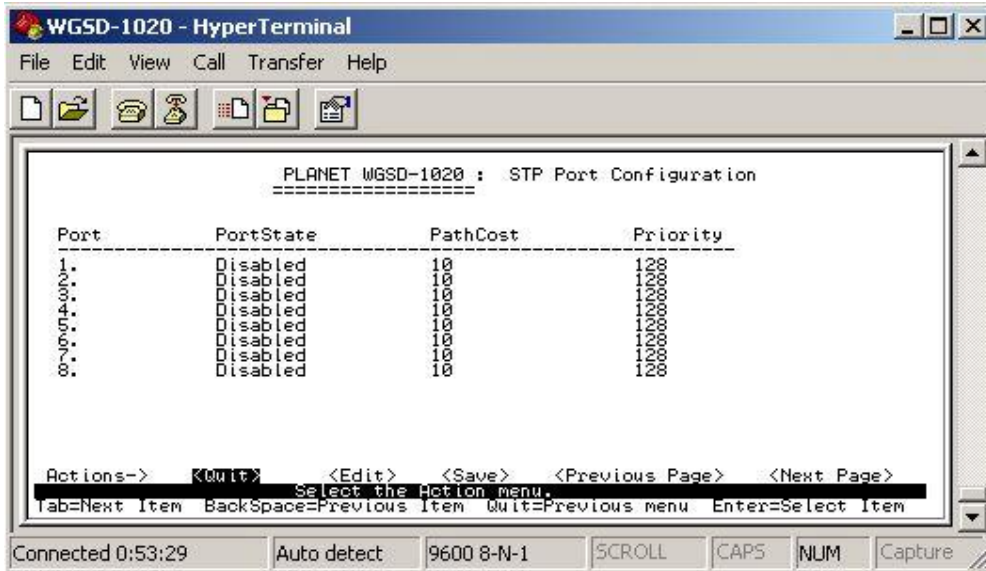 WGSD-1020 - HyperTerminal
File Edit View Call Transfer Help
PLANET WGSD-1020 : STP Port Configuration
===================
Port PortState PathCost Priority
1. Disabled 10 128
2. Disabled 10 128
3. Disabled 10 128
4. Disabled 10 128
5. Disabled 10 128
6. Disabled 10 128
7. Disabled 10 128
8. Disabled 10 128
Actions-> <Quit> <Edit> <Save> <Previous Page> <Next Page>
Select the Action menu.
Tab=Next Item BackSpace=Previous Item Quit=Previous menu Enter=Select Item
Connected 0:53:29 Auto detect 9600 8-N-1 SCROLL CAPS NUM Capture